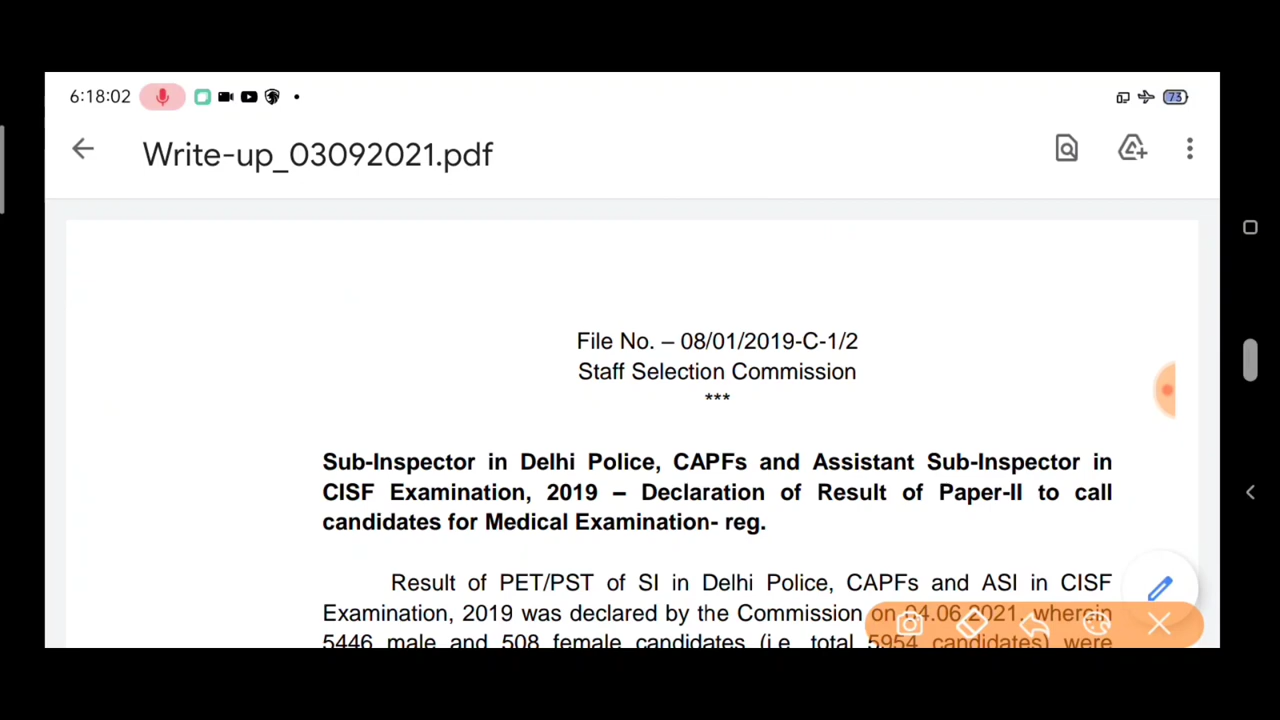 6:18:02
73
Write-up_03092021.pdf
File No. – 08/01/2019-C-1/2
Staff Selection Commission
***
Sub-Inspector in Delhi Police, CAPFs and Assistant Sub-Inspector in
CISF Examination, 2019 – Declaration of Result of Paper-II to call
candidates for Medical Examination- reg.
Result of PET/PST of SI in Delhi Police, CAPFs and ASI in CISF
Examination, 2019 was declared by the Commission on 04.06.2021, wherein
5446 male and 508 female candidates (i.e. total 5954 candidates) were